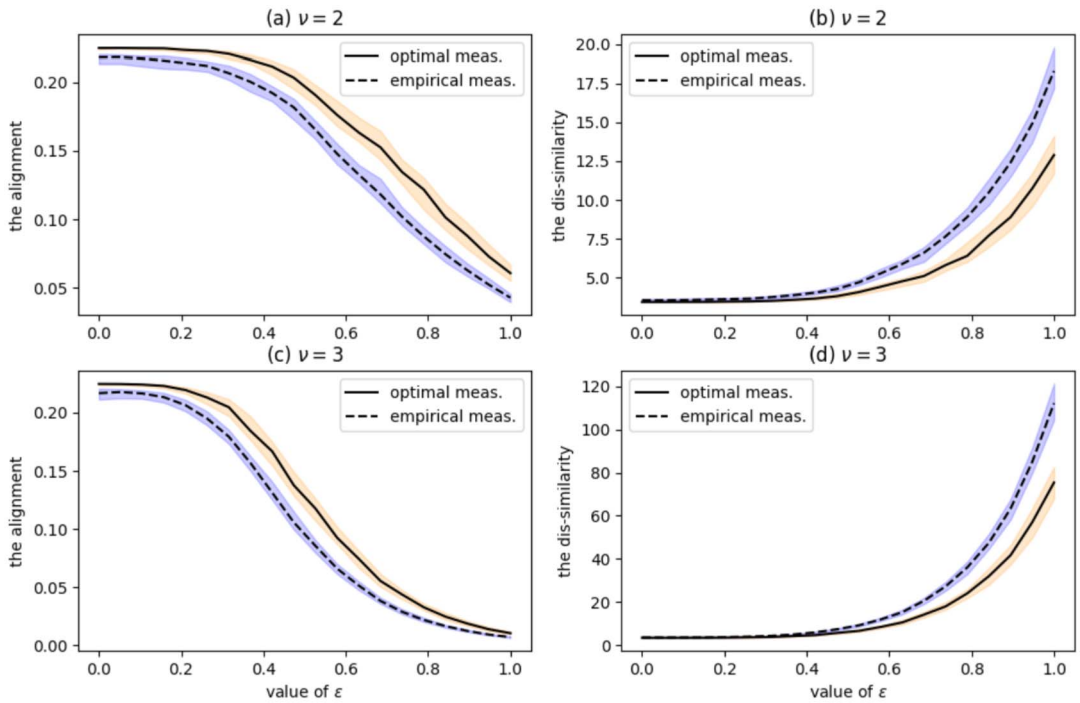 (a) ν = 2
the alignment
0.20
0.15
0.10
0.05
0.0 0.2 0.4 0.6 0.8 1.0
optimal meas.
empirical meas.
(b) ν = 2
the dis-similarity
20.0
17.5
15.0
12.5
10.0
7.5
5.0
0.0 0.2 0.4 0.6 0.8 1.0
optimal meas.
empirical meas.
(c) ν = 3
the alignment
0.20
0.15
0.10
0.05
0.00
0.0 0.2 0.4 0.6 0.8 1.0
value of ε
optimal meas.
empirical meas.
(d) ν = 3
the dis-similarity
120
100
80
60
40
20
0
0.0 0.2 0.4 0.6 0.8 1.0
value of ε
optimal meas.
empirical meas.